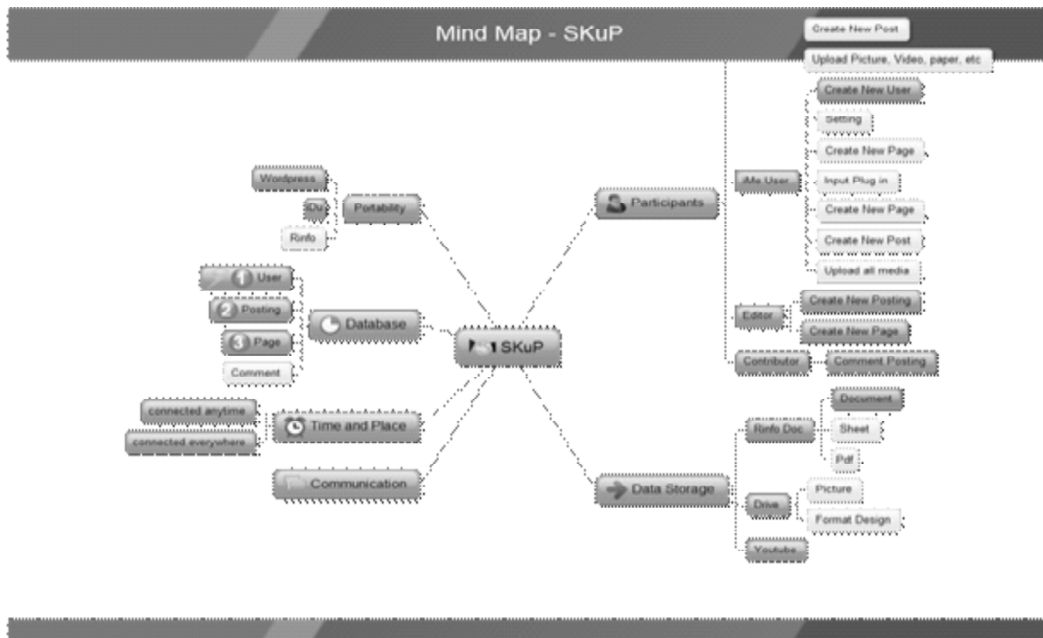 Mind Map - SKuP
Create New Post
Upload Picture, Video, paper, etc
Create New User
Setting
Create New Page
Input Plug in
Create New Page
Create New Post
Upload all media
iMe User
Participants
Editor
Create New Posting
Create New Page
Contributor
Comment Posting
Wordpress
iDu
Rinfo
Portability
1 User
2 Posting
3 Page
Comment
Database
SKuP
connected anytime
connected everywhere
Time and Place
Communication
Data Storage
Rinfo Doc
Document
Sheet
Pdf
Drive
Picture
Format Design
Youtube